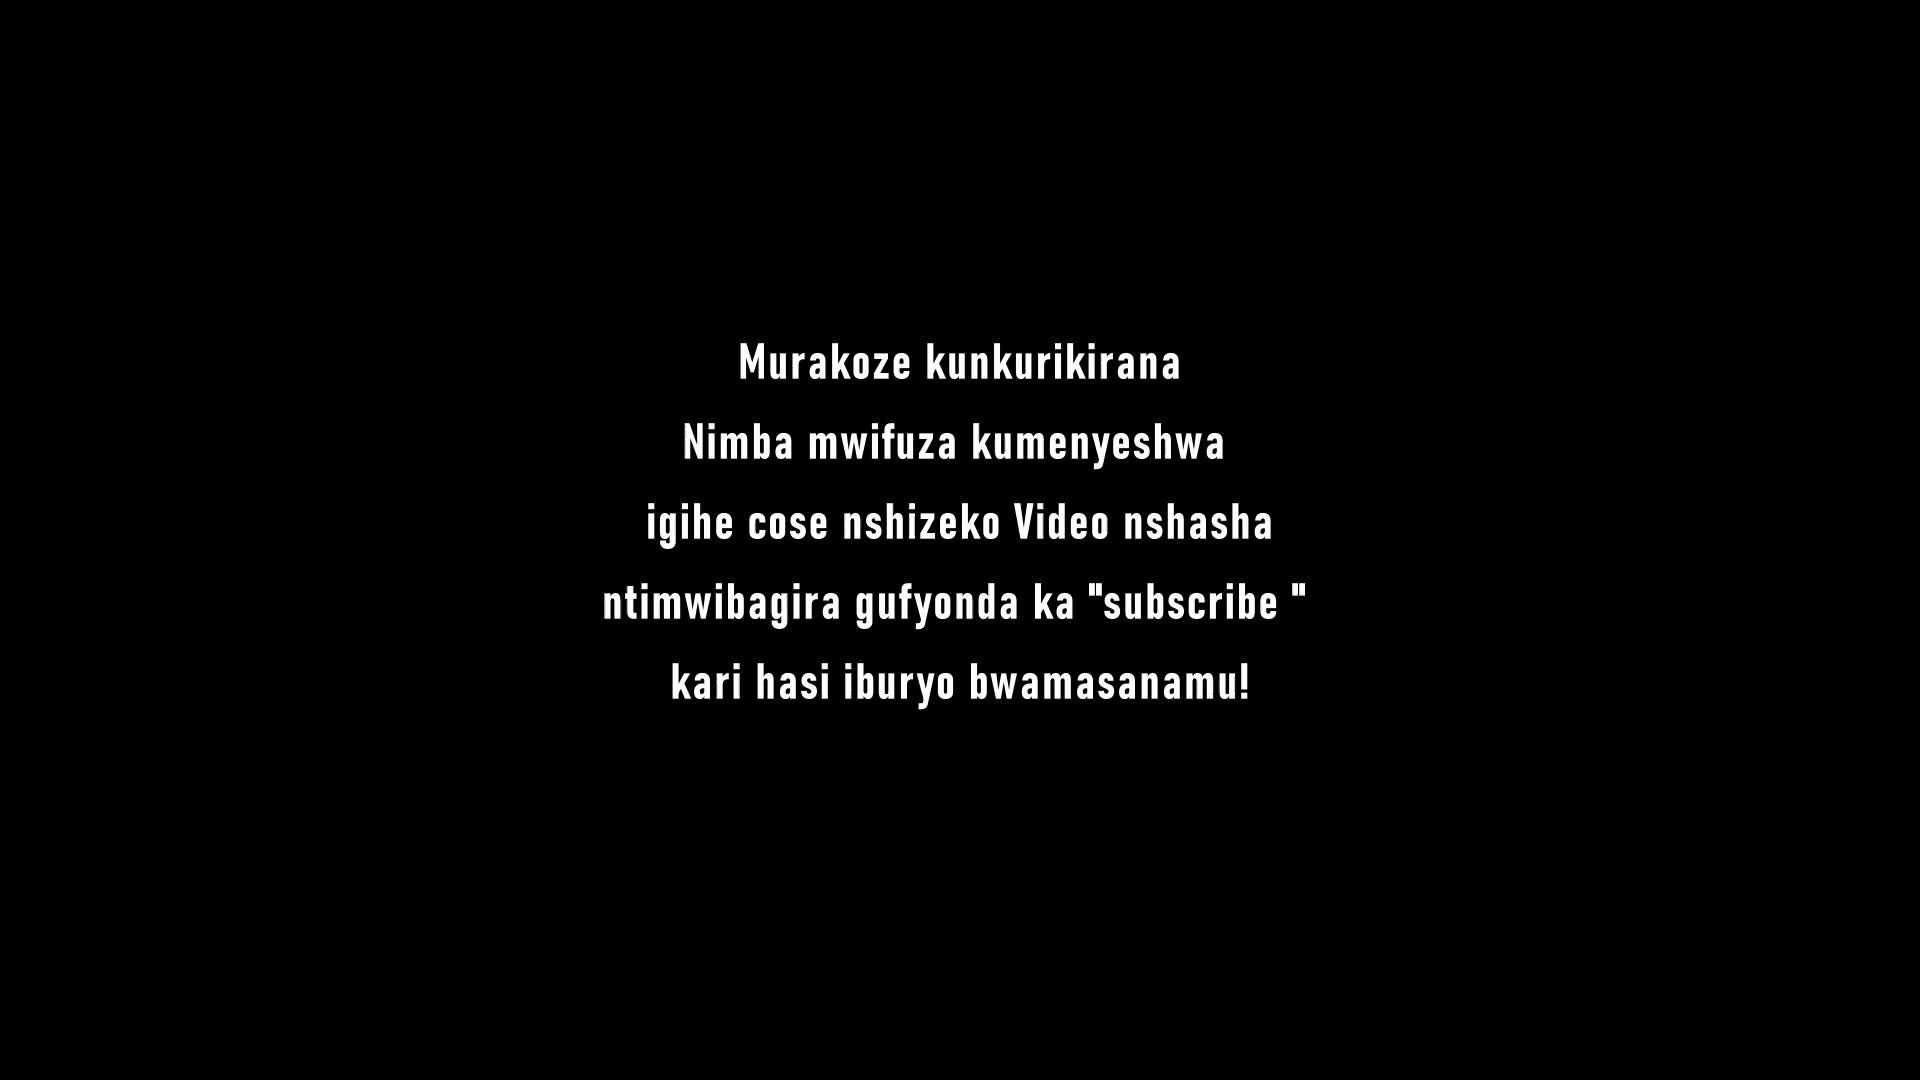 Murakoze kunkurikirana
Nimba mwifuza kumenyeshwa
igihe cose nshizeko Video nshasha
ntimwibagira gufyonda ka "subscribe "
kari hasi iburyo bwamasanamu!